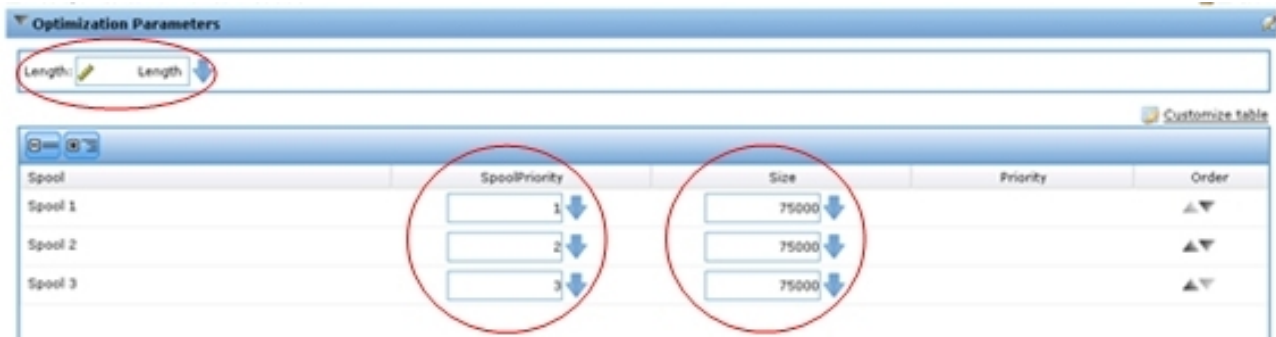 Optimization Parameters
Length: Length
Customize table
Spool SpoolPriority Size Priority Order
Spool 1 1 75000
Spool 2 2 75000
Spool 3 3 75000